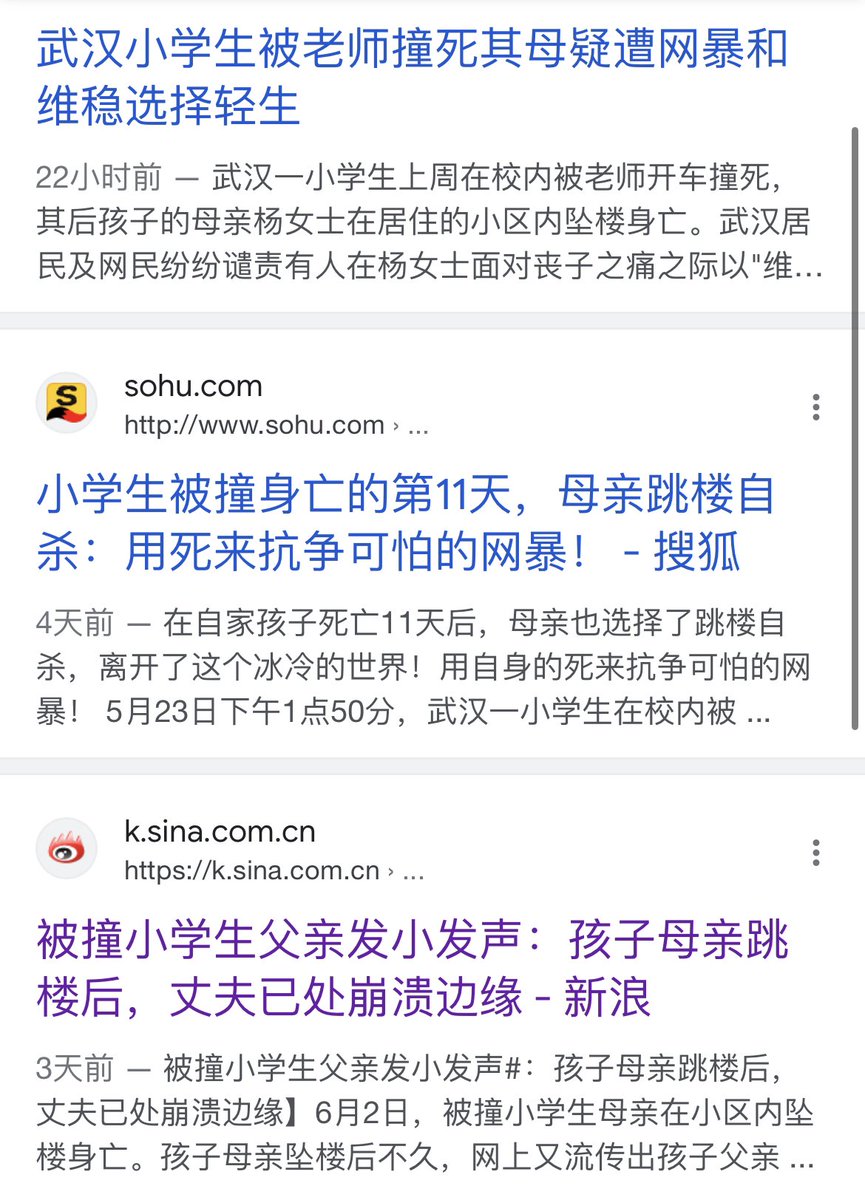 武汉小学生被老师撞死其母疑遭网暴和
维稳选择轻生
22小时前 — 武汉一小学生上周在校内被老师开车撞死，
其后孩子的母亲杨女士在居住的小区内坠楼身亡。武汉居
民及网民纷纷谴责有人在杨女士面对丧子之痛之际以"维...
S
sohu.com
http://www.sohu.com › ...
小学生被撞身亡的第11天，母亲跳楼自
杀：用死来抗争可怕的网暴！ - 搜狐
4天前 — 在自家孩子死亡11天后，母亲也选择了跳楼自
杀，离开了这个冰冷的世界！用自身的死来抗争可怕的网
暴！ 5月23日下午1点50分，武汉一小学生在校内被 ...
k.sina.com.cn
https://k.sina.com.cn › ...
被撞小学生父亲发小发声：孩子母亲跳
楼后，丈夫已处崩溃边缘 - 新浪
3天前 — 被撞小学生父亲发小发声#：孩子母亲跳楼后，
丈夫已处崩溃边缘】6月2日，被撞小学生母亲在小区内坠
楼身亡。孩子母亲坠楼后不久，网上又流传出孩子父亲 ...